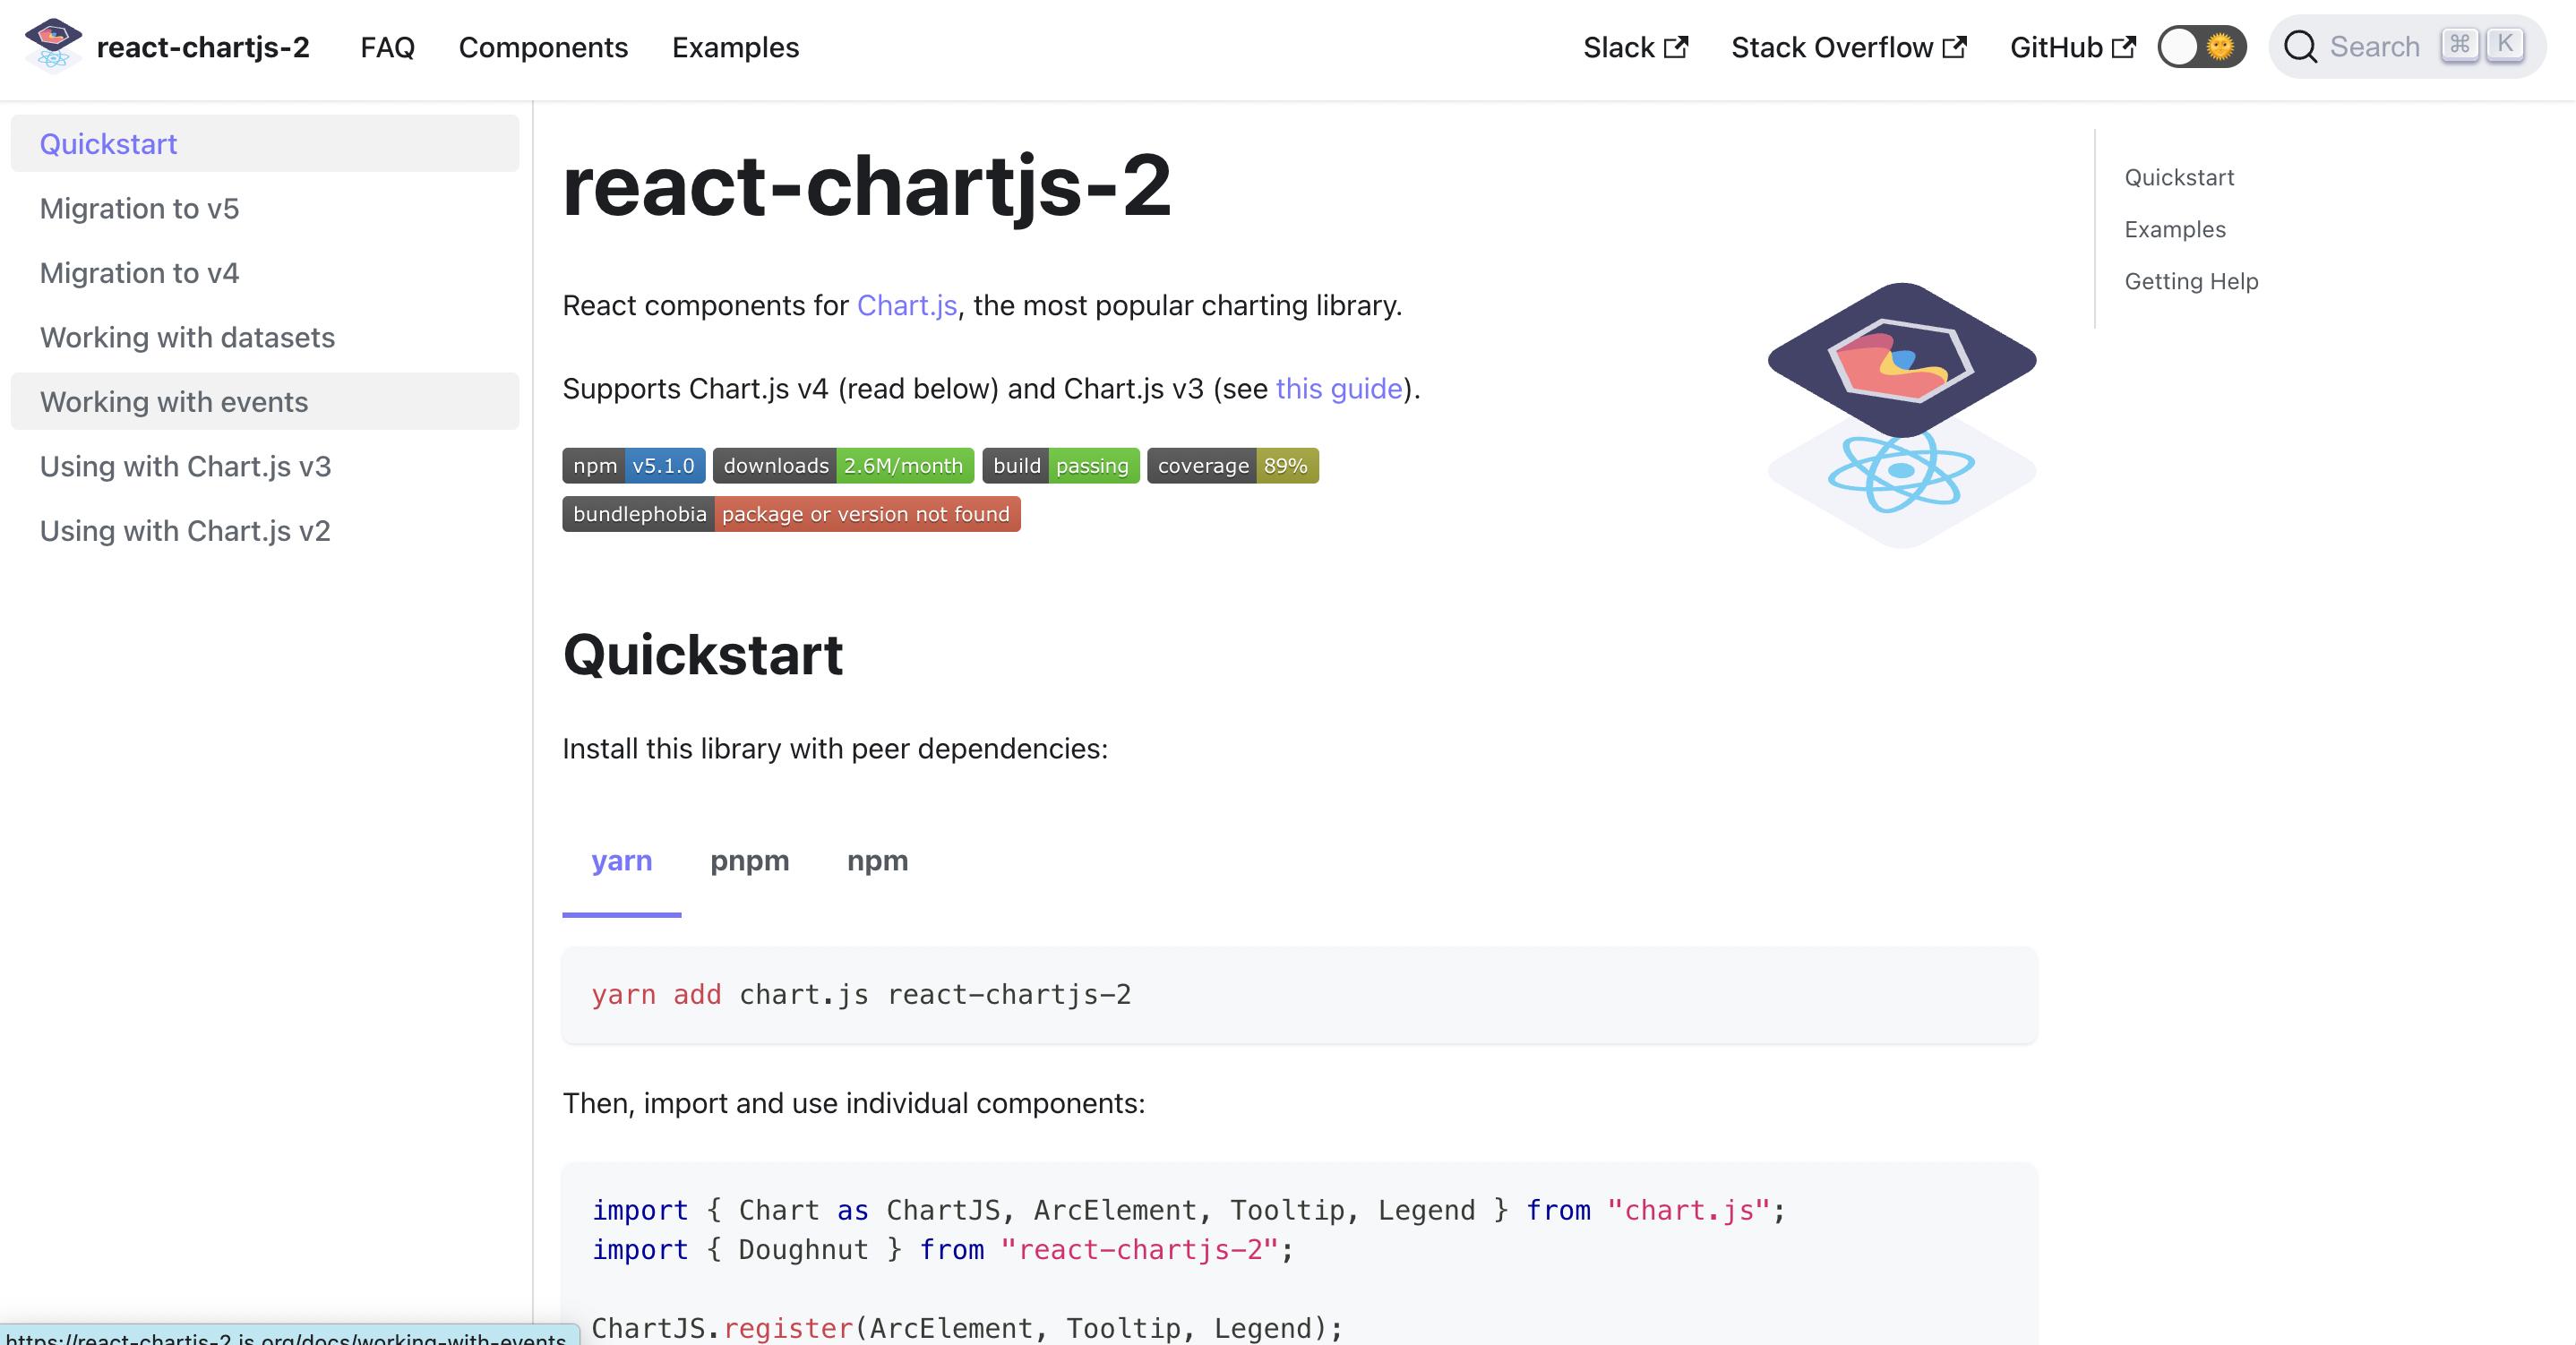 react-chartjs-2 FAQ Components Examples Slack Stack Overflow GitHub Search ⌘ K
Quickstart
Migration to v5
Migration to v4
Working with datasets
Working with events
Using with Chart.js v3
Using with Chart.js v2
react-chartjs-2
React components for Chart.js, the most popular charting library.
Supports Chart.js v4 (read below) and Chart.js v3 (see this guide).
npm v5.1.0 downloads 2.6M/month build passing coverage 89%
bundlephobia package or version not found
Quickstart
Install this library with peer dependencies:
yarn pnpm npm
yarn add chart.js react-chartjs-2
Then, import and use individual components:
import { Chart as ChartJS, ArcElement, Tooltip, Legend } from "chart.js";
import { Doughnut } from "react-chartjs-2";
ChartJS.register(ArcElement, Tooltip, Legend);
Quickstart
Examples
Getting Help
https://react-chartjs-2.js.org/docs/working-with-events